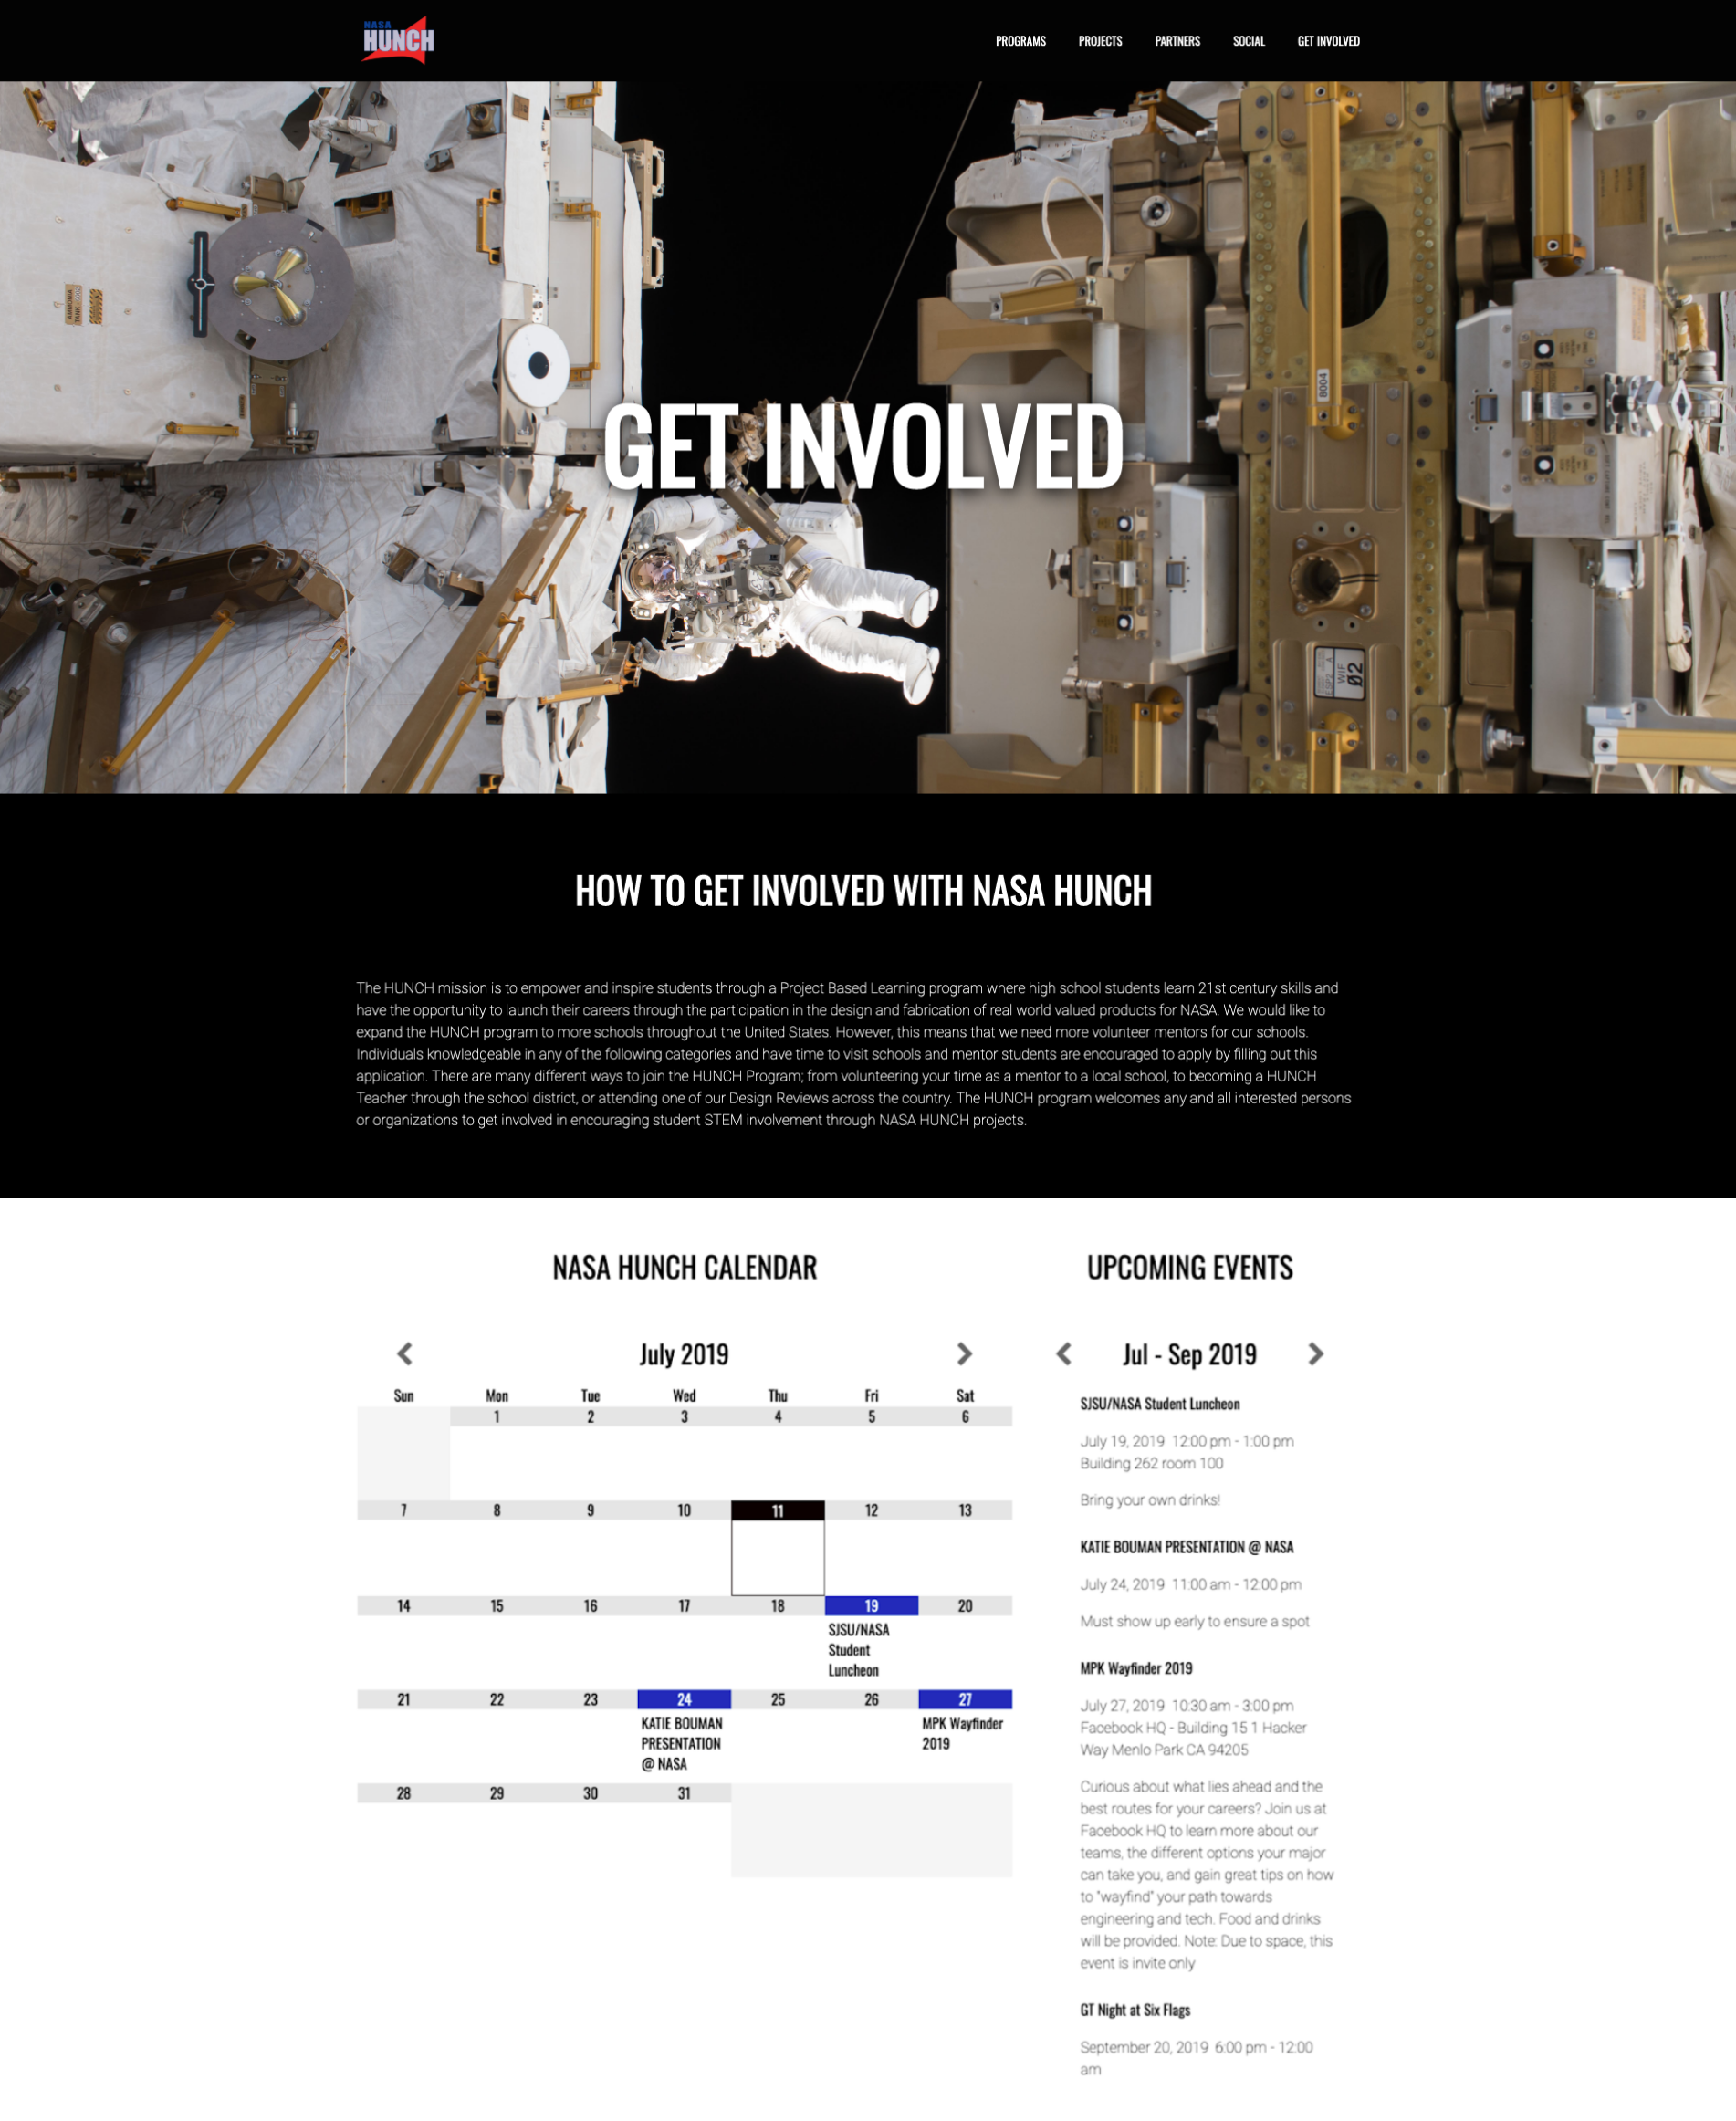 NASA
HUNCH
PROGRAMS PROJECTS PARTNERS SOCIAL GET INVOLVED
AMMONIA
TANK
8004
GET INVOLVED
ESP2 A
WIF
02
HOW TO GET INVOLVED WITH NASA HUNCH
The HUNCH mission is to empower and inspire students through a Project Based Learning program where high school students learn 21st century skills and
have the opportunity to launch their careers through the participation in the design and fabrication of real world valued products for NASA. We would like to
expand the HUNCH program to more schools throughout the United States. However, this means that we need more volunteer mentors for our schools.
Individuals knowledgeable in any of the following categories and have time to visit schools and mentor students are encouraged to apply by filling out this
application. There are many different ways to join the HUNCH Program; from volunteering your time as a mentor to a local school, to becoming a HUNCH
Teacher through the school district, or attending one of our Design Reviews across the country. The HUNCH program welcomes any and all interested persons
or organizations to get involved in encouraging student STEM involvement through NASA HUNCH projects.
NASA HUNCH CALENDAR
July 2019
Sun Mon Tue Wed Thu Fri Sat
1 2 3 4 5 6
7 8 9 10 11 12 13
14 15 16 17 18 19 20
SJSU/NASA
Student
Luncheon
21 22 23 24 25 26 27
KATIE BOUMAN
PRESENTATION
@ NASA
MPK Wayfinder
2019
28 29 30 31
UPCOMING EVENTS
Jul - Sep 2019
SJSU/NASA Student Luncheon
July 19, 2019 12:00 pm - 1:00 pm
Building 262 room 100
Bring your own drinks!
KATIE BOUMAN PRESENTATION @ NASA
July 24, 2019 11:00 am - 12:00 pm
Must show up early to ensure a spot
MPK Wayfinder 2019
July 27, 2019 10:30 am - 3:00 pm
Facebook HQ - Building 15 1 Hacker
Way Menlo Park CA 94205
Curious about what lies ahead and the
best routes for your careers? Join us at
Facebook HQ to learn more about our
teams, the different options your major
can take you, and gain great tips on how
to "wayfind" your path towards
engineering and tech. Food and drinks
will be provided. Note: Due to space, this
event is invite only
GT Night at Six Flags
September 20, 2019 6:00 pm - 12:00
am